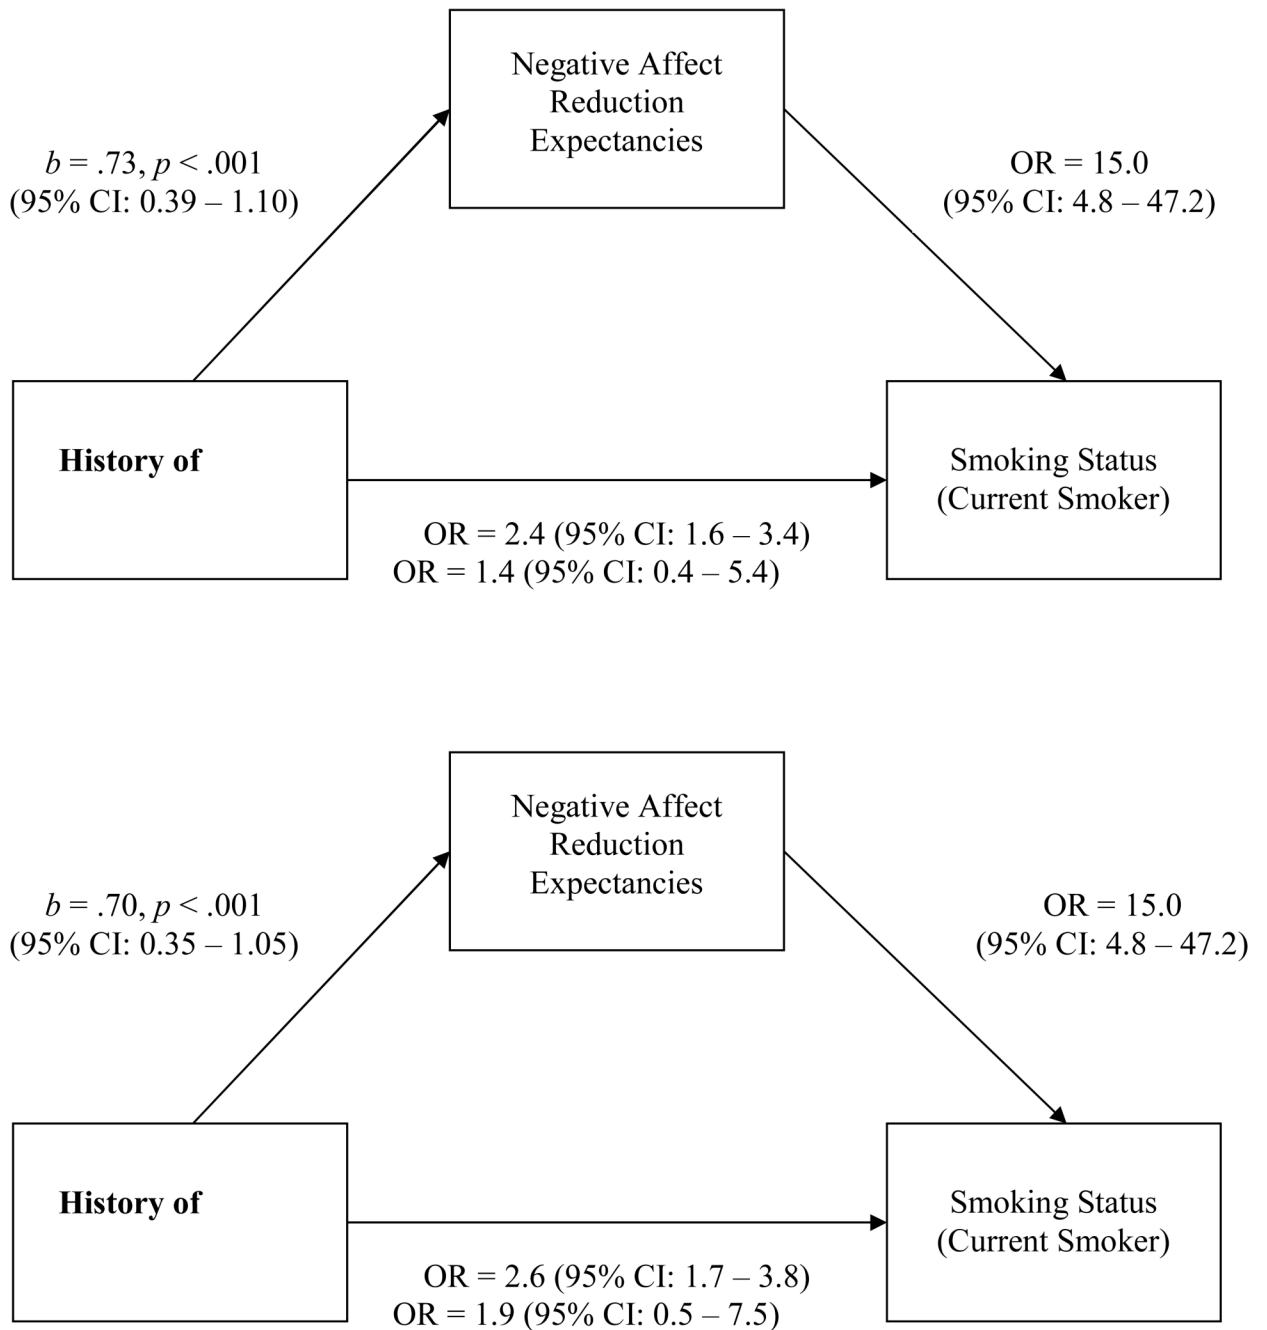 Negative Affect
Reduction
Expectancies
b = .73, p < .001
(95% CI: 0.39 – 1.10)
OR = 15.0
(95% CI: 4.8 – 47.2)
History of
Smoking Status
(Current Smoker)
OR = 2.4 (95% CI: 1.6 – 3.4)
OR = 1.4 (95% CI: 0.4 – 5.4)
Negative Affect
Reduction
Expectancies
b = .70, p < .001
(95% CI: 0.35 – 1.05)
OR = 15.0
(95% CI: 4.8 – 47.2)
History of
Smoking Status
(Current Smoker)
OR = 2.6 (95% CI: 1.7 – 3.8)
OR = 1.9 (95% CI: 0.5 – 7.5)